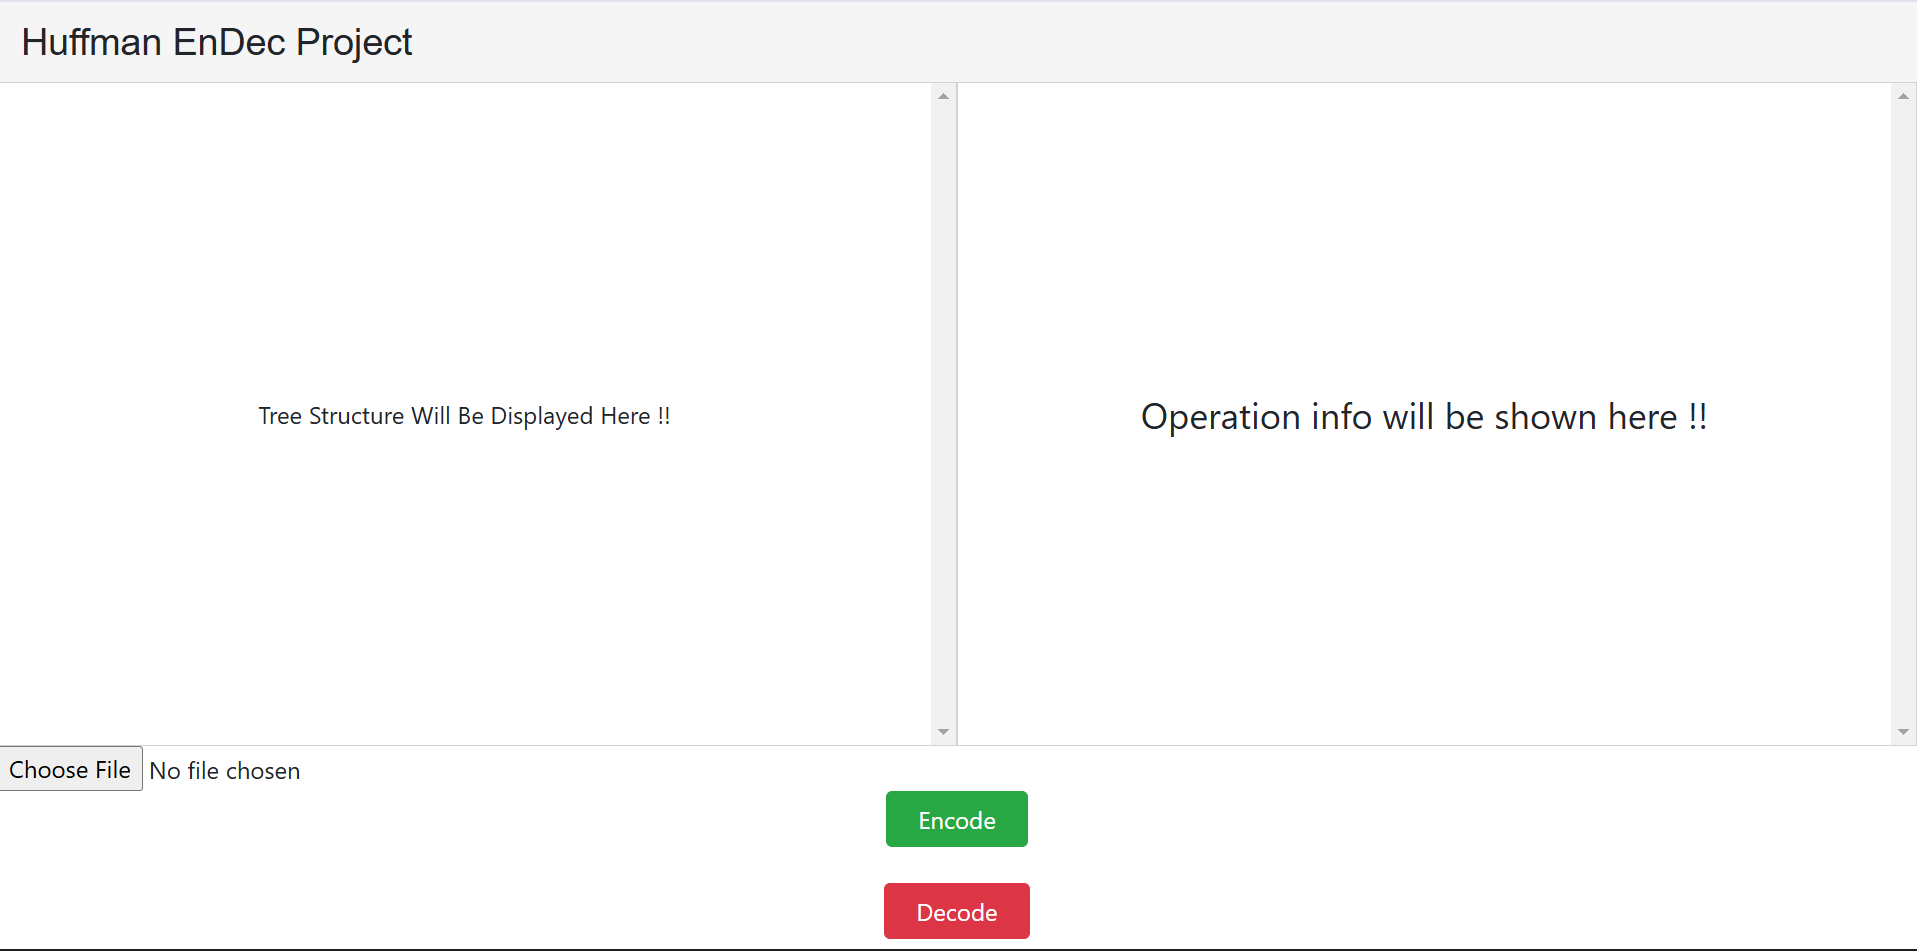 Huffman EnDec Project
Tree Structure Will Be Displayed Here !!
Operation info will be shown here !!
Choose File No file chosen
Encode
Decode